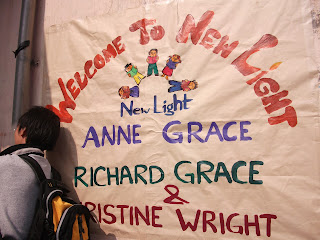 WELCOME TO NEW LIGHT
New Light
ANNE GRACE
RICHARD GRACE
&
RISTINE WRIGHT